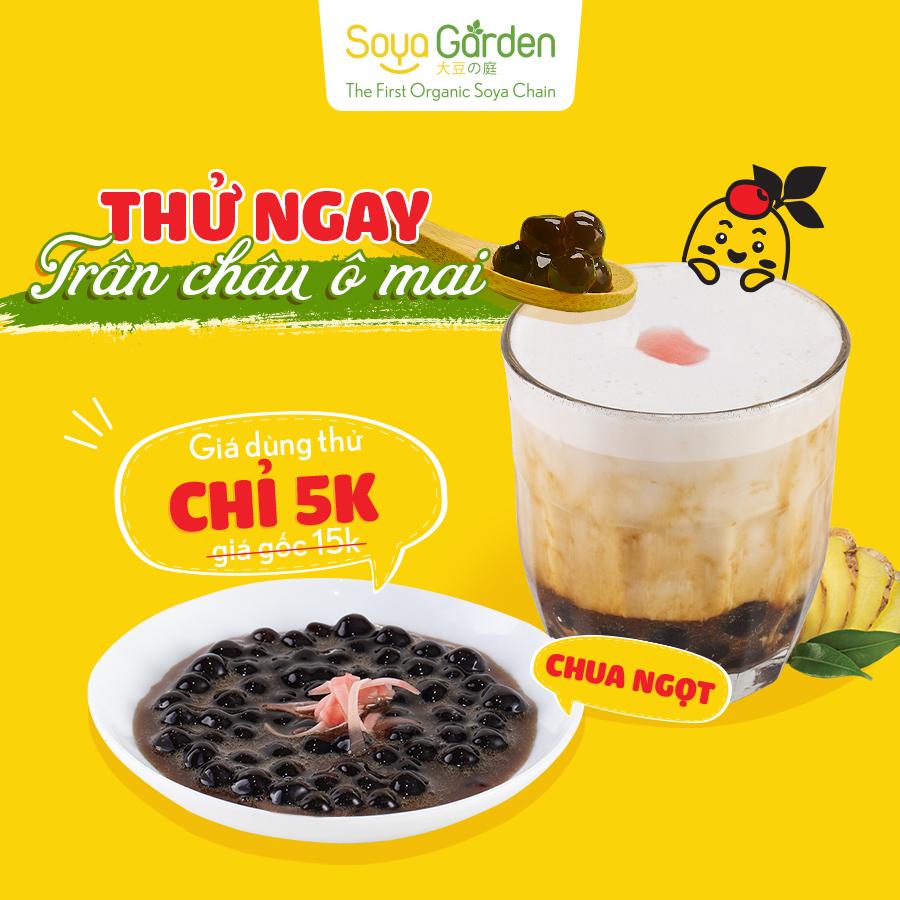 Soya Garden
大豆の庭
The First Organic Soya Chain
THỬ NGAY
Trân châu ô mai
Giá dùng thử
CHỈ 5K
giá gốc 15k
CHUA NGỌT